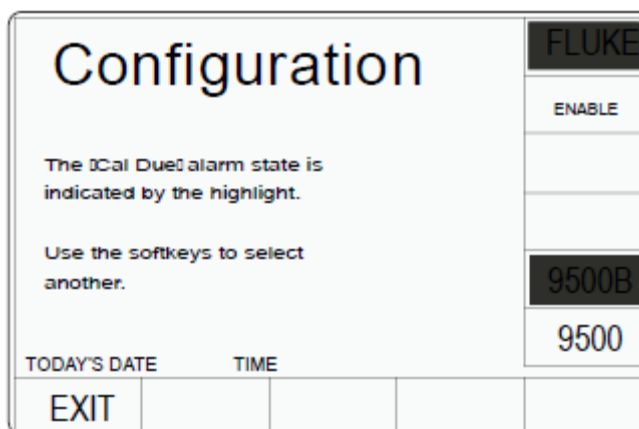 Configuration
FLUKE
ENABLE
The ▯Cal Due▯ alarm state is
indicated by the highlight.
Use the softkeys to select
another.
9500B
9500
TODAY'S DATE TIME
EXIT